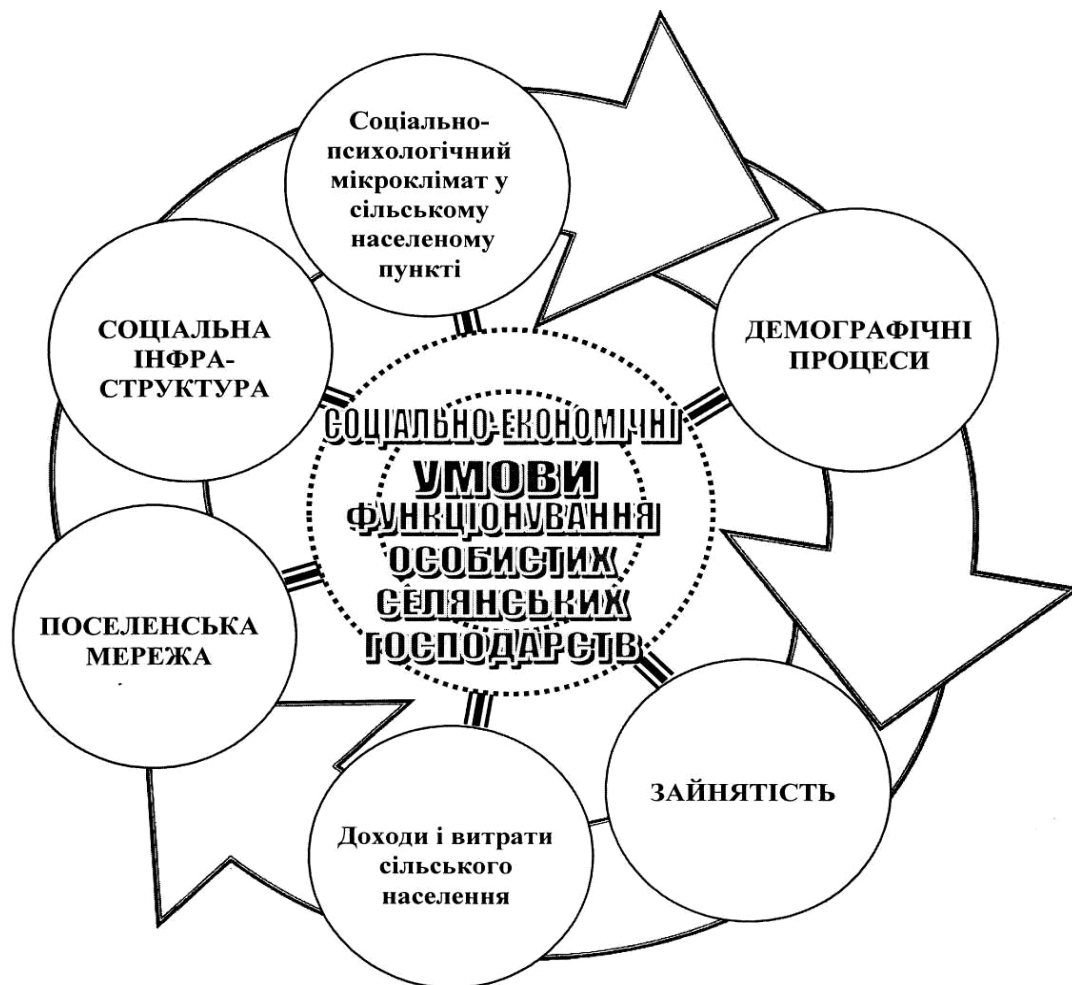 Соціально-
психологічний
мікроклімат у
сільському
населеному
пункті
СОЦІАЛЬНА
ІНФРА-
СТРУКТУРА
ДЕМОГРАФІЧНІ
ПРОЦЕСИ
СОЦІАЛЬНО-ЕКОНОМІЧНІ
УМОВИ
ФУНКЦІОНУВАННЯ
ОСОБИСТИХ
СЕЛЯНСЬКИХ
ГОСПОДАРСТВ
ПОСЕЛЕНСЬКА
МЕРЕЖА
ЗАЙНЯТІСТЬ
Доходи і витрати
сільського
населення